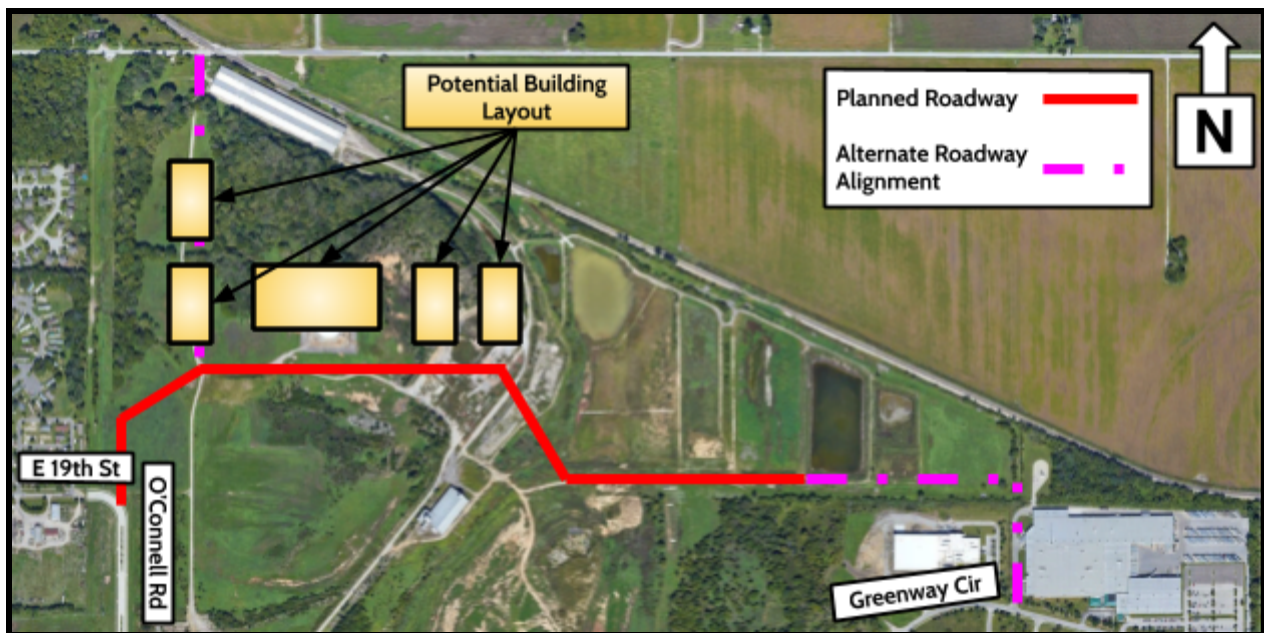 Potential Building
Layout
Planned Roadway
Alternate Roadway
Alignment
N
E 19th St
O'Connell Rd
Greenway Cir